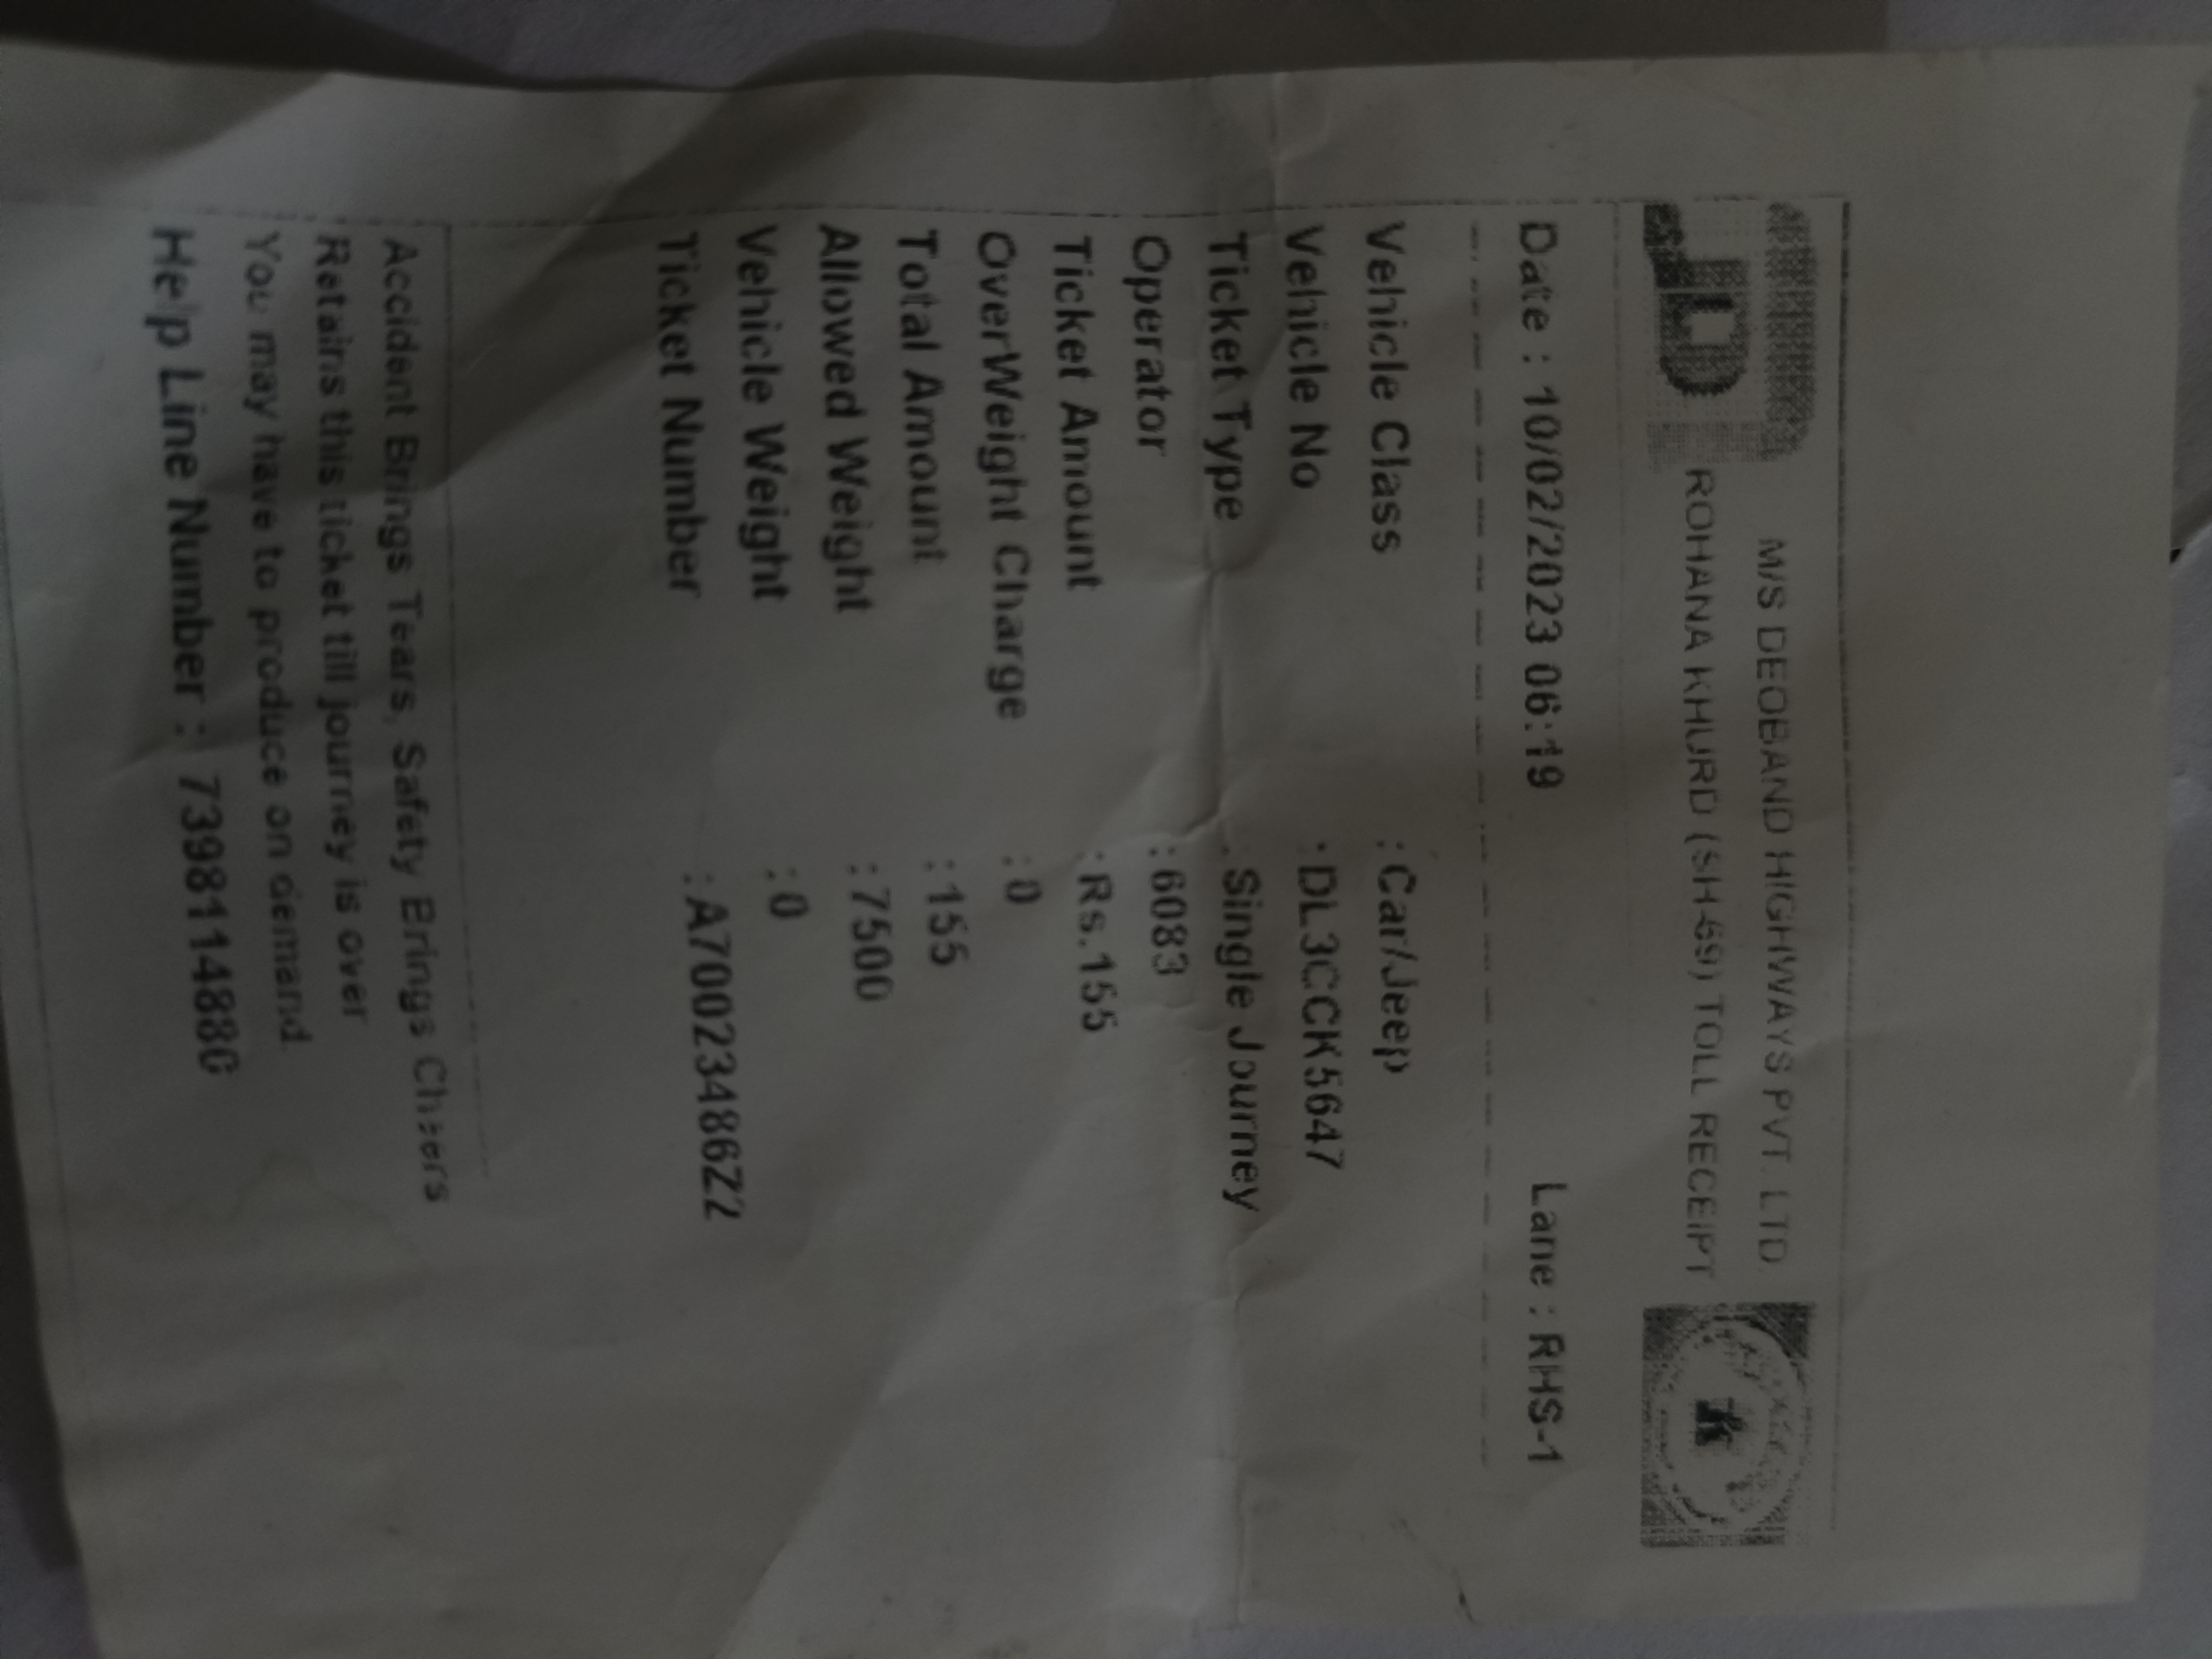 M/S DEOBAND HIGHWAYS PVT. LTD.
ROHANA KHURD (SH-59) TOLL RECEIPT
Date : 10/02/2023 06:19 Lane : RHS-1
Vehicle Class : Car/Jeep
Vehicle No : DL3CCK5647
Ticket Type : Single Journey
Operator : 6083
Ticket Amount : Rs.155
OverWeight Charge : 0
Total Amount : 155
Allowed Weight : 7500
Vehicle Weight : 0
Ticket Number : A70023486Z2
Accident Brings Tears, Safety Brings Cheers
Retains this ticket till journey is over
You may have to produce on demand.
Help Line Number : 7398114880